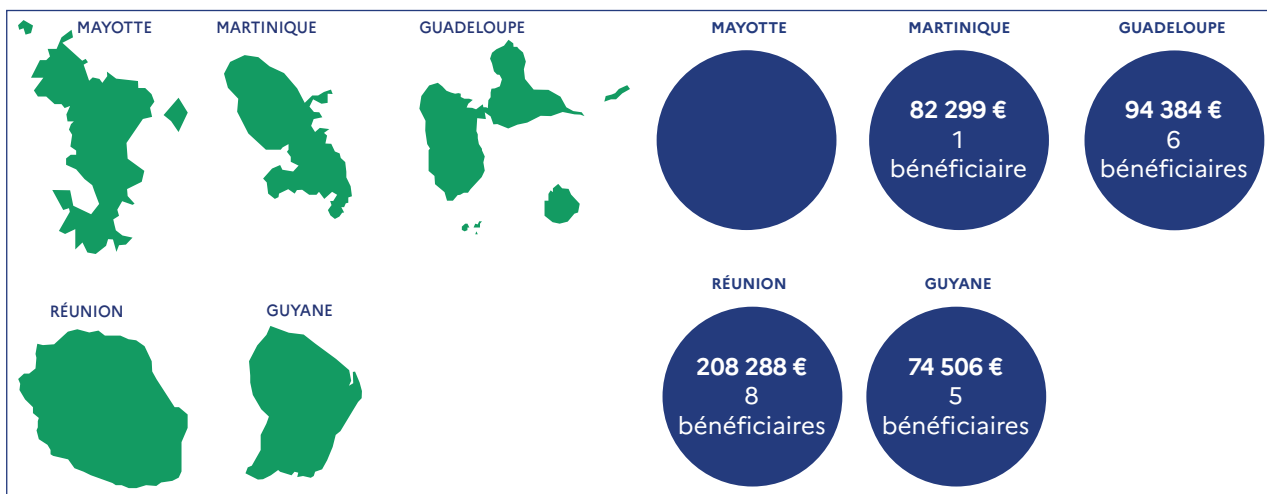 MAYOTTE
MARTINIQUE
GUADELOUPE
MAYOTTE
MARTINIQUE
82 299 €
1
bénéficiaire
GUADELOUPE
94 384 €
6
bénéficiaires
RÉUNION
GUYANE
RÉUNION
208 288 €
8
bénéficiaires
GUYANE
74 506 €
5
bénéficiaires